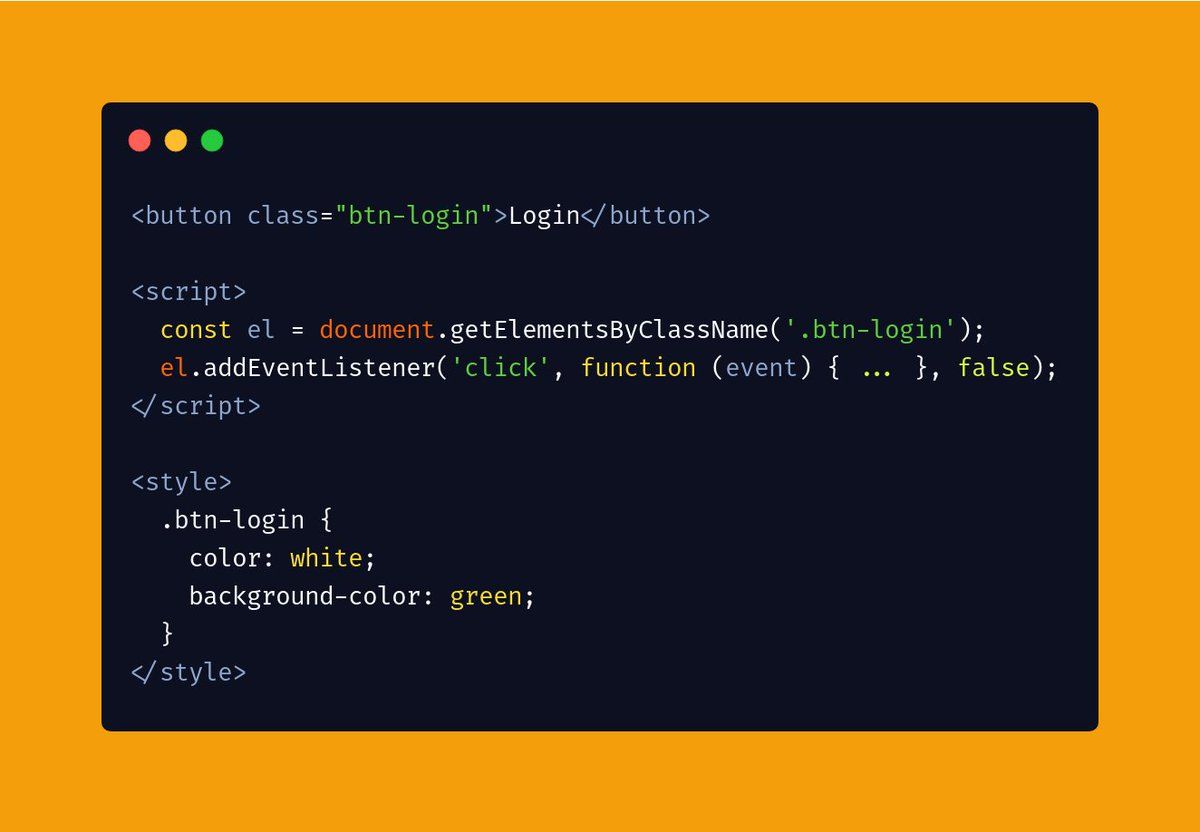 <button class="btn-login">Login</button>
<script>
const el = document.getElementsByClassName('.btn-login');
el.addEventListener('click', function (event) { ... }, false);
</script>
<style>
.btn-login {
color: white;
background-color: green;
}
</style>